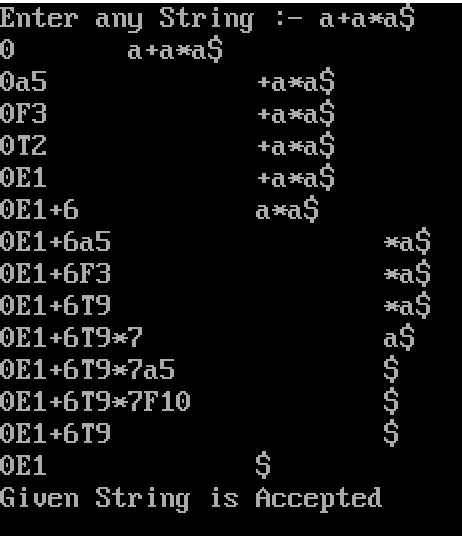 Enter any String :- a+a*a$
0 a+a*a$
0a5 +a*a$
0F3 +a*a$
0T2 +a*a$
0E1 +a*a$
0E1+6 a*a$
0E1+6a5 *a$
0E1+6F3 *a$
0E1+6T9 *a$
0E1+6T9*7 a$
0E1+6T9*7a5 $
0E1+6T9*7F10 $
0E1+6T9 $
0E1 $
Given String is Accepted